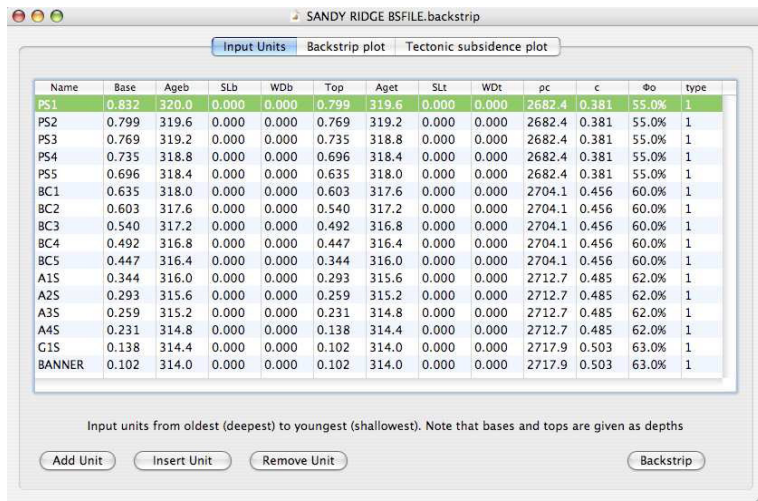 SANDY RIDGE BSFILE.backstrip
Input Units Backstrip plot Tectonic subsidence plot
Name Base Ageb SLb WDb Top Aget SLt WDt ρc c Φo type
PS1 0.832 320.0 0.000 0.000 0.799 319.6 0.000 0.000 2682.4 0.381 55.0% 1
PS2 0.799 319.6 0.000 0.000 0.769 319.2 0.000 0.000 2682.4 0.381 55.0% 1
PS3 0.769 319.2 0.000 0.000 0.735 318.8 0.000 0.000 2682.4 0.381 55.0% 1
PS4 0.735 318.8 0.000 0.000 0.696 318.4 0.000 0.000 2682.4 0.381 55.0% 1
PS5 0.696 318.4 0.000 0.000 0.635 318.0 0.000 0.000 2682.4 0.381 55.0% 1
BC1 0.635 318.0 0.000 0.000 0.603 317.6 0.000 0.000 2704.1 0.456 60.0% 1
BC2 0.603 317.6 0.000 0.000 0.540 317.2 0.000 0.000 2704.1 0.456 60.0% 1
BC3 0.540 317.2 0.000 0.000 0.492 316.8 0.000 0.000 2704.1 0.456 60.0% 1
BC4 0.492 316.8 0.000 0.000 0.447 316.4 0.000 0.000 2704.1 0.456 60.0% 1
BC5 0.447 316.4 0.000 0.000 0.344 316.0 0.000 0.000 2704.1 0.456 60.0% 1
A1S 0.344 316.0 0.000 0.000 0.293 315.6 0.000 0.000 2712.7 0.485 62.0% 1
A2S 0.293 315.6 0.000 0.000 0.259 315.2 0.000 0.000 2712.7 0.485 62.0% 1
A3S 0.259 315.2 0.000 0.000 0.231 314.8 0.000 0.000 2712.7 0.485 62.0% 1
A4S 0.231 314.8 0.000 0.000 0.138 314.4 0.000 0.000 2712.7 0.485 62.0% 1
G1S 0.138 314.4 0.000 0.000 0.102 314.0 0.000 0.000 2717.9 0.503 63.0% 1
BANNER 0.102 314.0 0.000 0.000 0.102 314.0 0.000 0.000 2717.9 0.503 63.0% 1
Input units from oldest (deepest) to youngest (shallowest). Note that bases and tops are given as depths
Add Unit Insert Unit Remove Unit Backstrip